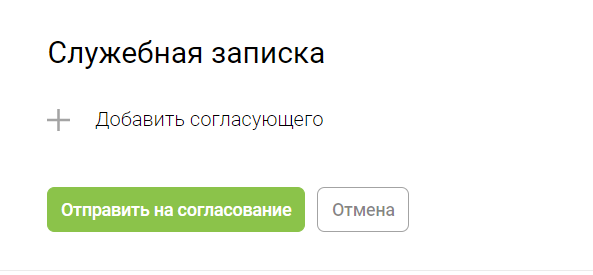 Служебная записка
Добавить согласующего
Отправить на согласование
Отмена